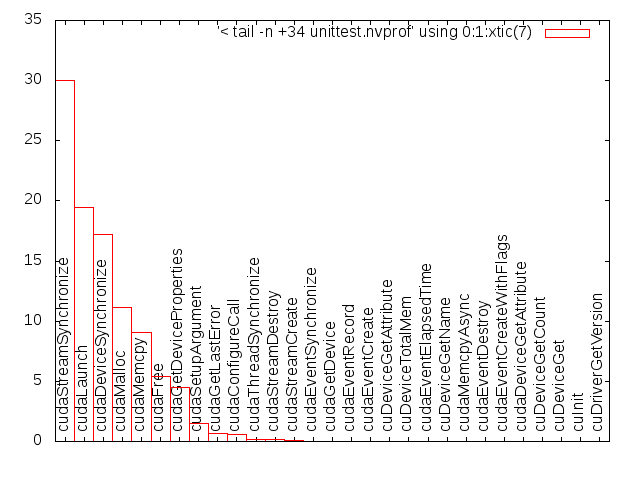 '< tail -n +34 unittest.nvprof' using 0:1:xtic(7)
35
30
25
20
15
10
5
0
cudaStreamSynchronize
cudaLaunch
cudaDeviceSynchronize
cudaMalloc
cudaMemcpy
cudaFree
cudaGetDeviceProperties
cudaSetupArgument
cudaGetLastError
cudaConfigureCall
cudaThreadSynchronize
cudaStreamDestroy
cudaStreamCreate
cudaEventSynchronize
cudaGetDevice
cudaEventRecord
cudaEventCreate
cuDeviceGetAttribute
cuDeviceTotalMem
cudaEventElapsedTime
cuDeviceGetName
cudaMemcpyAsync
cudaEventDestroy
cudaEventCreateWithFlags
cudaDeviceGetAttribute
cuDeviceGetCount
cuDeviceGet
cuInit
cuDriverGetVersion